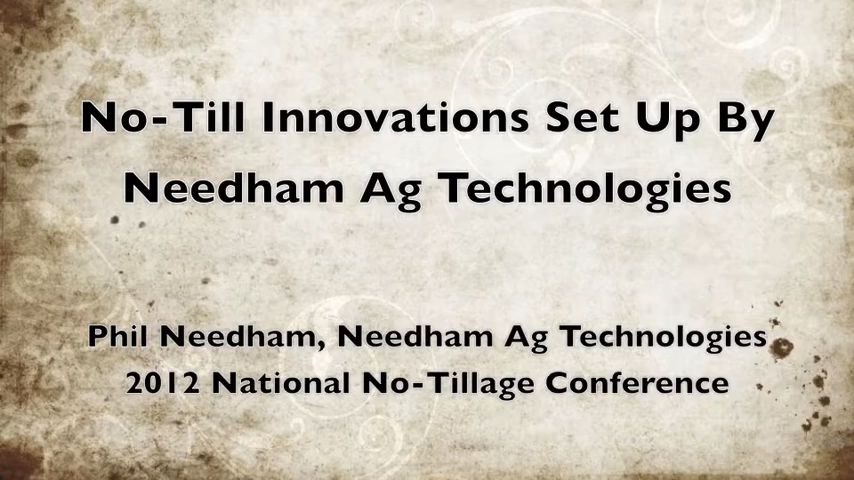 No-Till Innovations Set Up By
Needham Ag Technologies
Phil Needham, Needham Ag Technologies
2012 National No-Tillage Conference